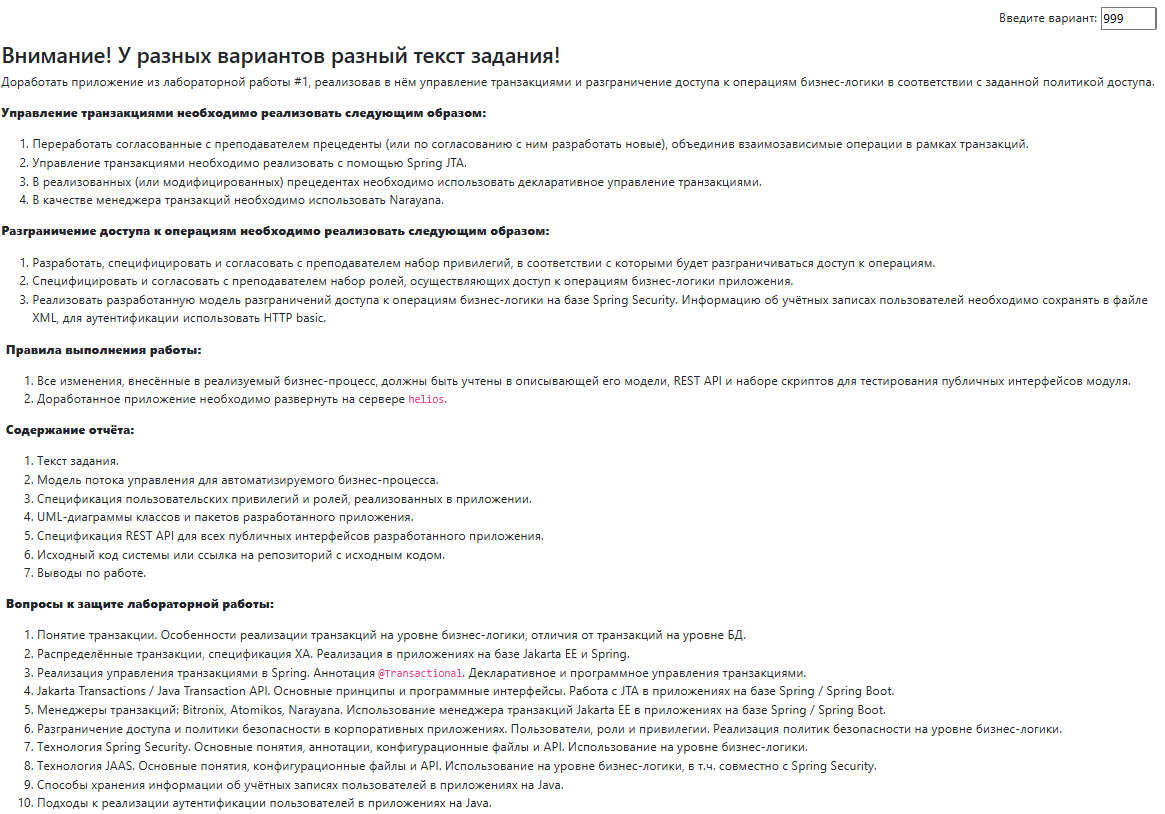 Введите вариант: 999
Внимание! У разных вариантов разный текст задания!
Доработать приложение из лабораторной работы #1, реализовав в нём управление транзакциями и разграничение доступа к операциям бизнес-логики в соответствии с заданной политикой доступа.
Управление транзакциями необходимо реализовать следующим образом:
1. Переработать согласованные с преподавателем прецеденты (или по согласованию с ним разработать новые), объединив взаимозависимые операции в рамках транзакций.
2. Управление транзакциями необходимо реализовать с помощью Spring JTA.
3. В реализованных (или модифицированных) прецедентах необходимо использовать декларативное управление транзакциями.
4. В качестве менеджера транзакций необходимо использовать Narayana.
Разграничение доступа к операциям необходимо реализовать следующим образом:
1. Разработать, специфицировать и согласовать с преподавателем набор привилегий, в соответствии с которыми будет разграничиваться доступ к операциям.
2. Специфицировать и согласовать с преподавателем набор ролей, осуществляющих доступ к операциям бизнес-логики приложения.
3. Реализовать разработанную модель разграничений доступа к операциям бизнес-логики на базе Spring Security. Информацию об учётных записах пользователей необходимо сохранять в файле
XML, для аутентификации использовать HTTP basic.
Правила выполнения работы:
1. Все изменения, внесённые в реализуемый бизнес-процесс, должны быть учтены в описывающей его модели, REST API и наборе скриптов для тестирования публичных интерфейсов модуля.
2. Доработанное приложение необходимо развернуть на сервере helios.
Содержание отчёта:
1. Текст задания.
2. Модель потока управления для автоматизируемого бизнес-процесса.
3. Спецификация пользовательских привилегий и ролей, реализованных в приложении.
4. UML-диаграммы классов и пакетов разработанного приложения.
5. Спецификация REST API для всех публичных интерфейсов разработанного приложения.
6. Исходный код системы или ссылка на репозиторий с исходным кодом.
7. Выводы по работе.
Вопросы к защите лабораторной работы:
1. Понятие транзакции. Особенности реализации транзакций на уровне бизнес-логики, отличия от транзакций на уровне БД.
2. Распределённые транзакции, спецификация XA. Реализация в приложениях на базе Jakarta EE и Spring.
3. Реализация управления транзакциями в Spring. Аннотация @Transactional. Декларативное и программное управления транзакциями.
4. Jakarta Transactions / Java Transaction API. Основные принципы и программные интерфейсы. Работа с JTA в приложениях на базе Spring / Spring Boot.
5. Менеджеры транзакций: Bitronix, Atomikos, Narayana. Использование менеджера транзакций Jakarta EE в приложениях на базе Spring / Spring Boot.
6. Разграничение доступа и политики безопасности в корпоративных приложениях. Пользователи, роли и привилегии. Реализация политик безопасности на уровне бизнес-логики.
7. Технология Spring Security. Основные понятия, аннотации, конфигурационные файлы и API. Использование на уровне бизнес-логики.
8. Технология JAAS. Основные понятия, конфигурационные файлы и API. Использование на уровне бизнес-логики, в т.ч. совместно с Spring Security.
9. Способы хранения информации об учётных записах пользователей в приложениях на Java.
10. Подходы к реализации аутентификации пользователей в приложениях на Java.